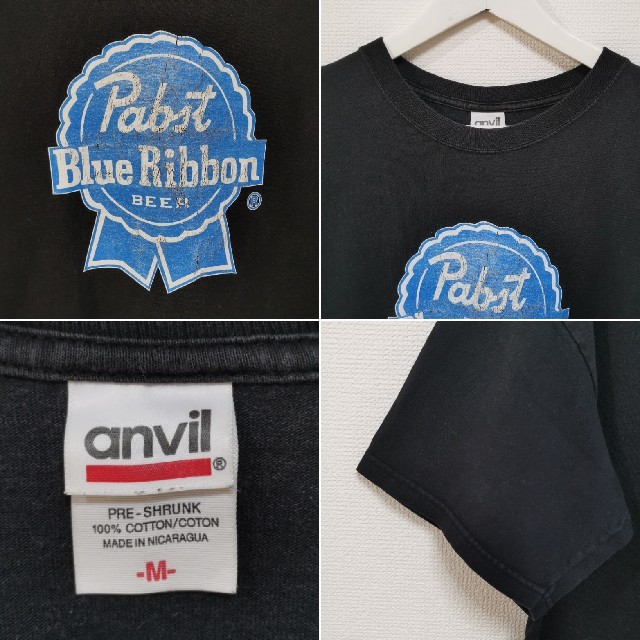 Pabst
Blue Ribbon
BEER ®
anvil
Pabst
anvil®
PRE-SHRUNK
100% COTTON/COTON
MADE IN NICARAGUA
-M-